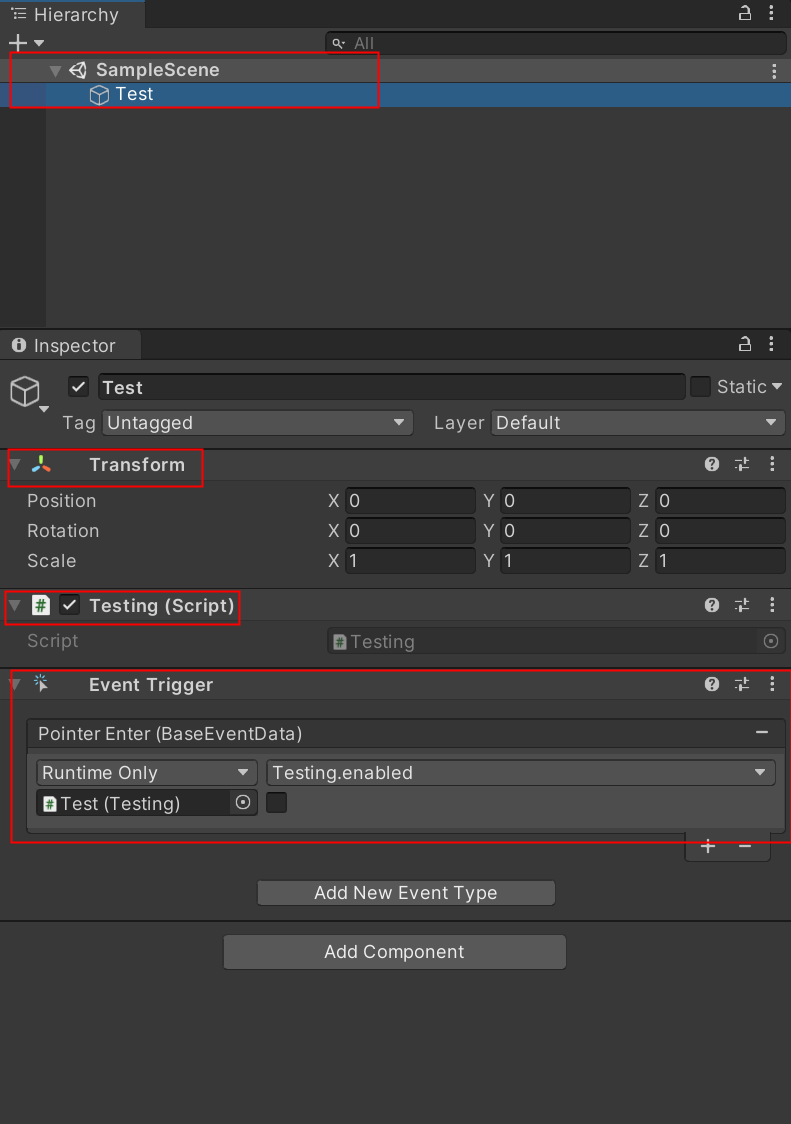 Hierarchy
All
SampleScene
Test
Inspector
Test Static
Tag Untagged Layer Default
Transform
Position X 0 Y 0 Z 0
Rotation X 0 Y 0 Z 0
Scale X 1 Y 1 Z 1
# Testing (Script)
Script # Testing
Event Trigger
Pointer Enter (BaseEventData)
Runtime Only Testing.enabled
# Test (Testing)
Add New Event Type
Add Component